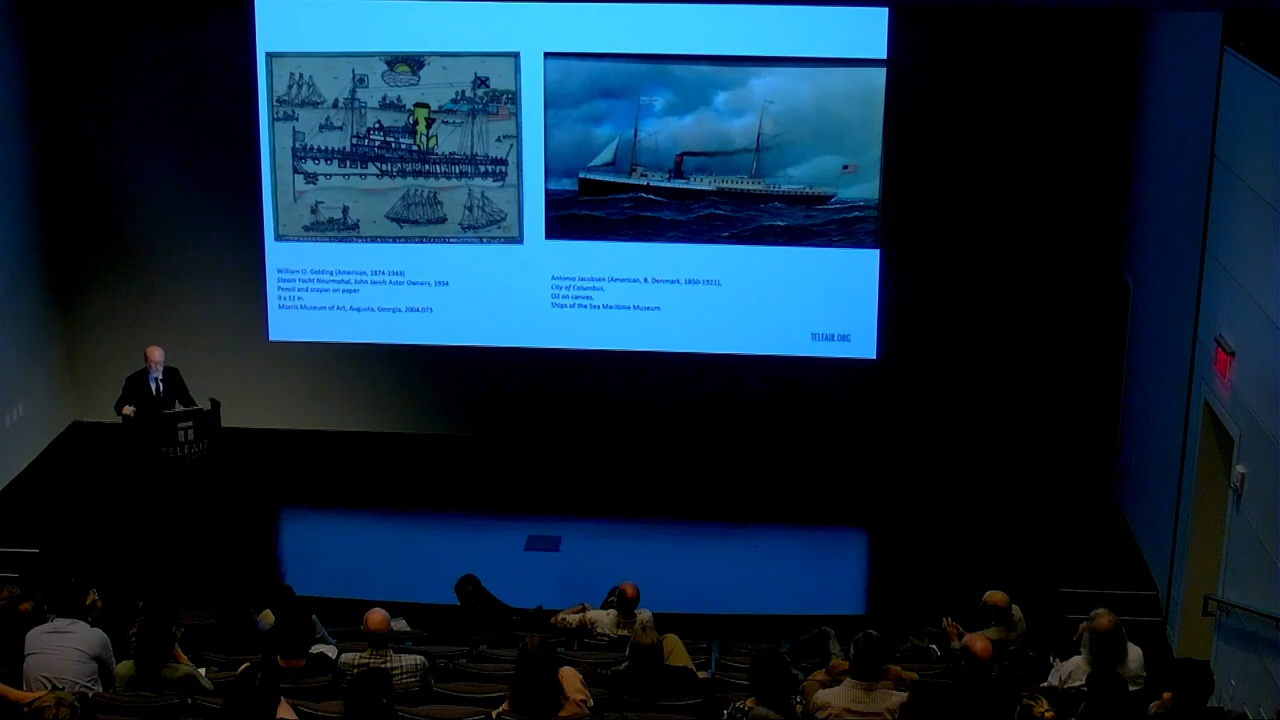 William O. Golding (American, 1874-1943)
Steam Yacht Nourmahal, John Jacob Astor Owners, 1934
Pencil and crayon on paper
9 x 12 in.
Morris Museum of Art, Augusta, Georgia, 2004.073
Antonio Jacobsen (American, B. Denmark, 1850-1921),
City of Columbus,
Oil on canvas,
Ships of the Sea Maritime Museum
TELFAIR.ORG
TELFAIR